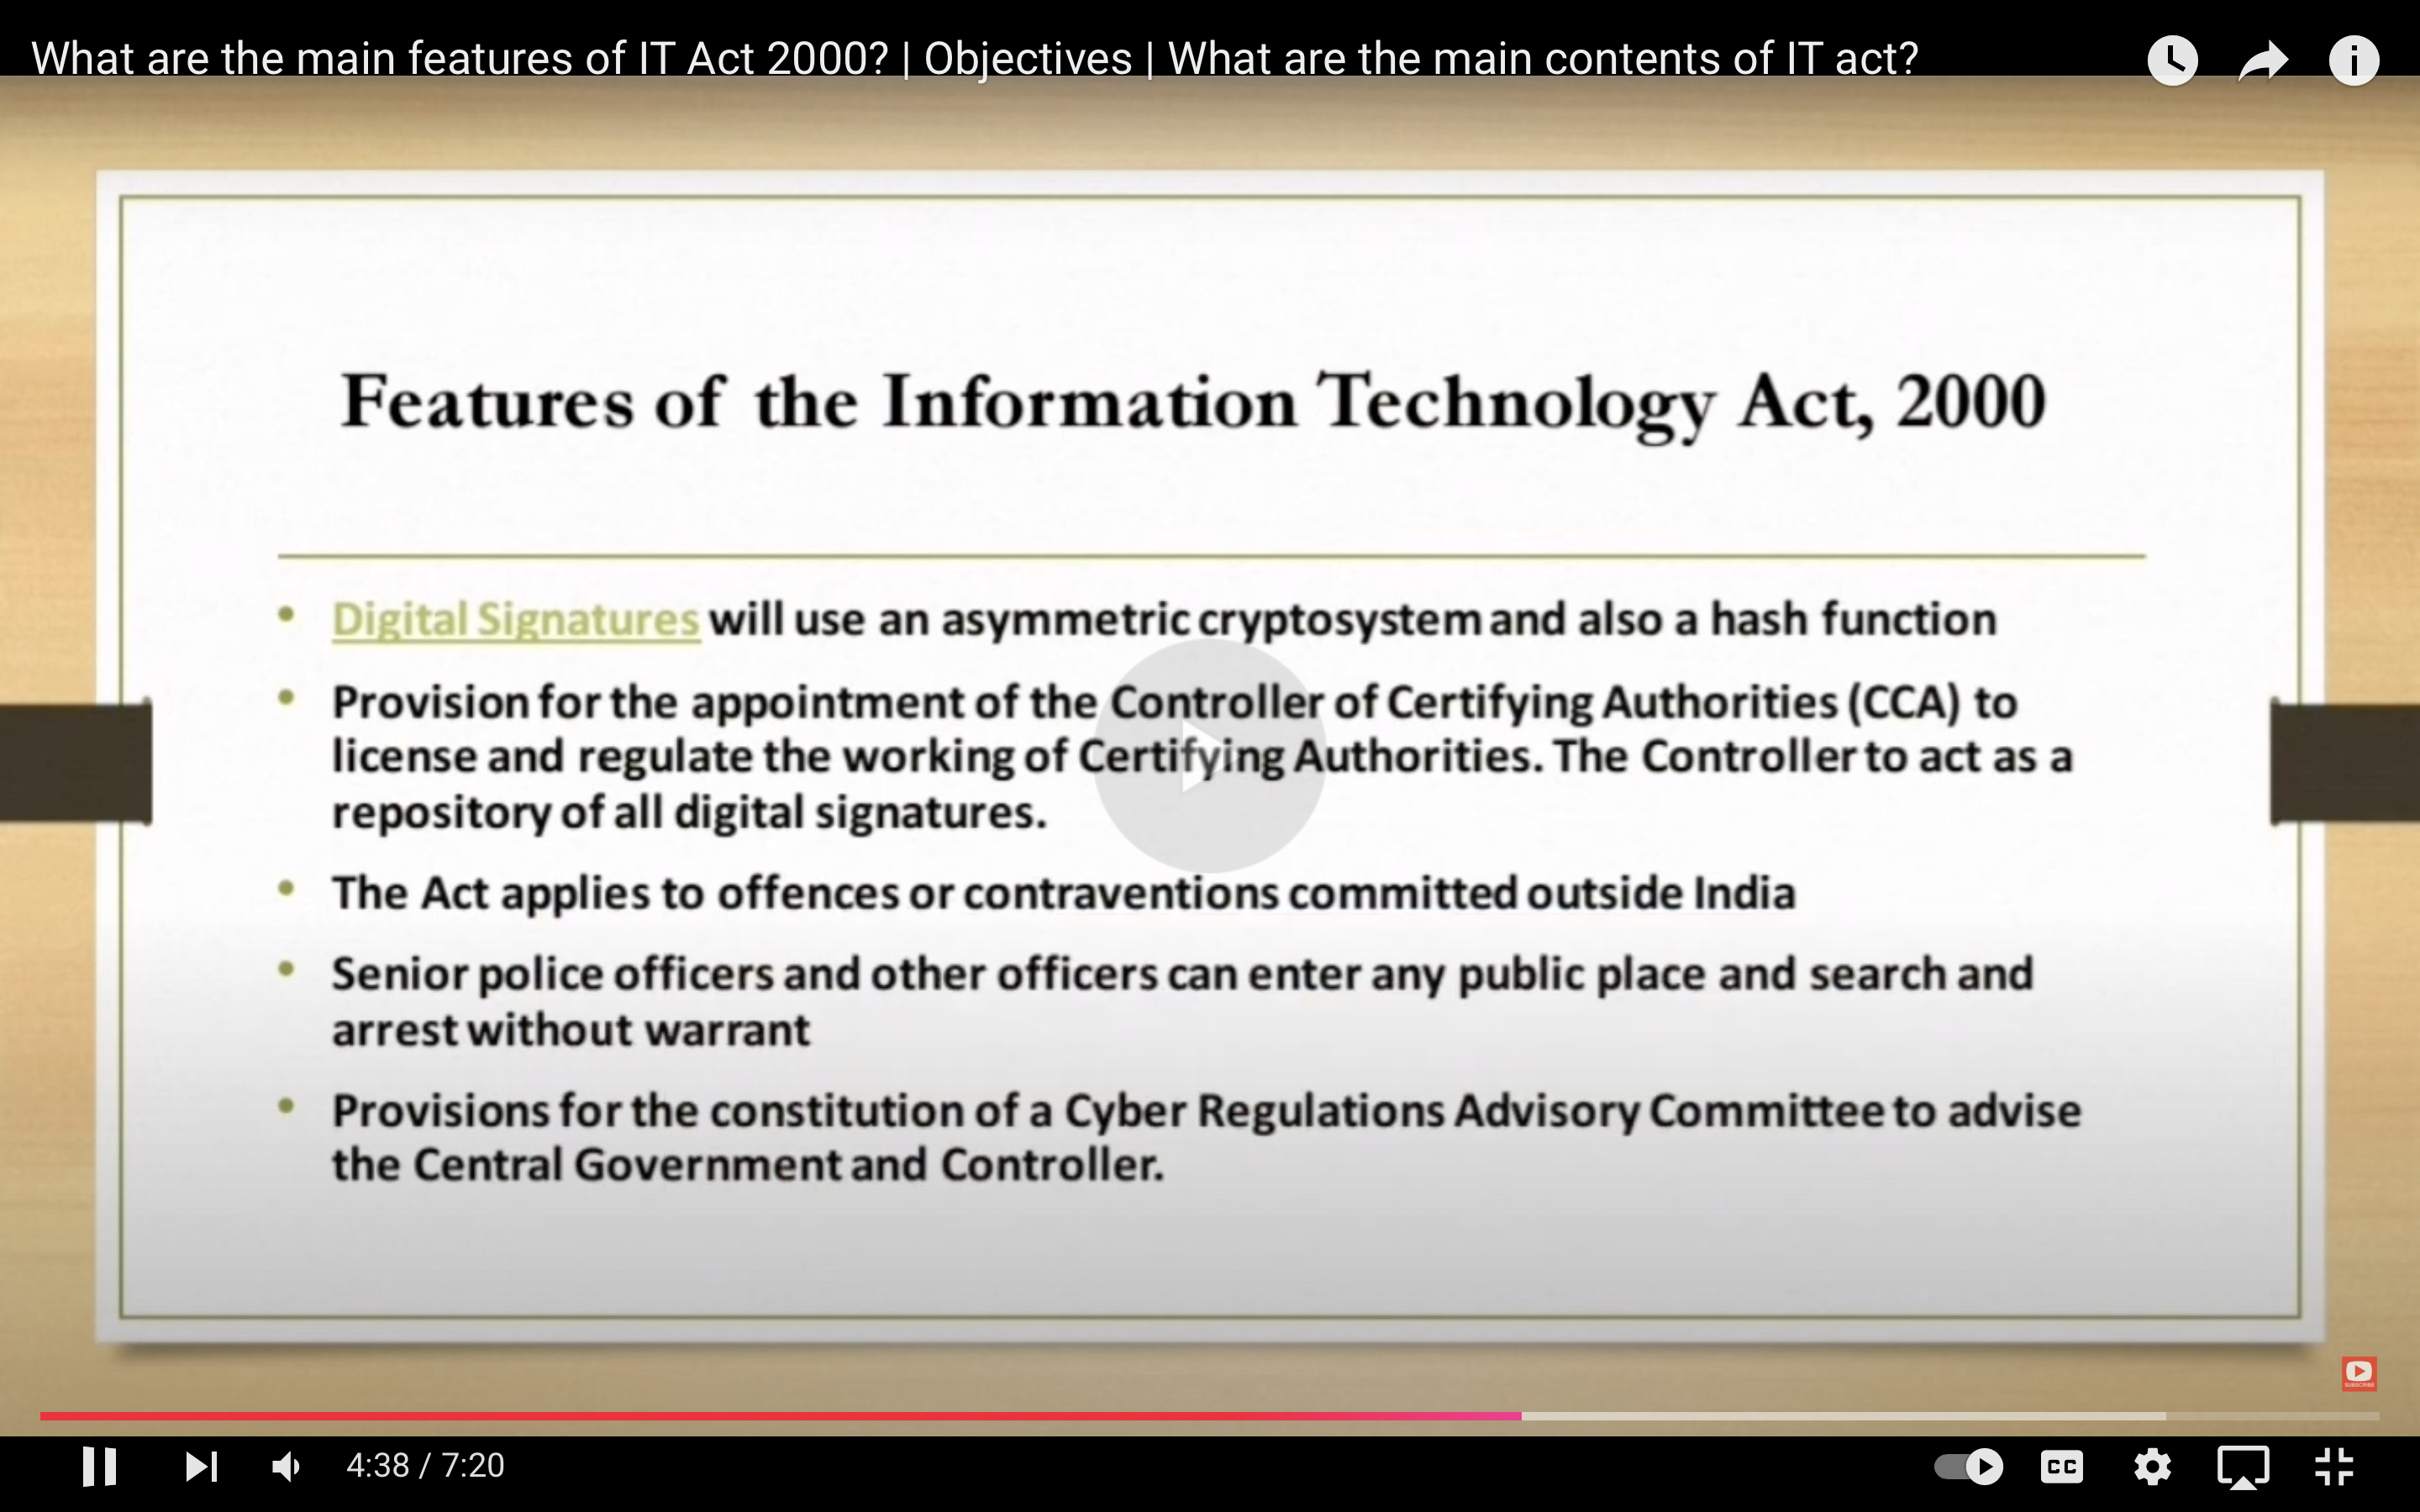 What are the main features of IT Act 2000? | Objectives | What are the main contents of IT act?
Features of the Information Technology Act, 2000
• Digital Signatures will use an asymmetric cryptosystem and also a hash function
• Provision for the appointment of the Controller of Certifying Authorities (CCA) to
license and regulate the working of Certifying Authorities. The Controller to act as a
repository of all digital signatures.
• The Act applies to offences or contraventions committed outside India
• Senior police officers and other officers can enter any public place and search and
arrest without warrant
• Provisions for the constitution of a Cyber Regulations Advisory Committee to advise
the Central Government and Controller.
SUBSCRIBE
4:38 / 7:20
CC